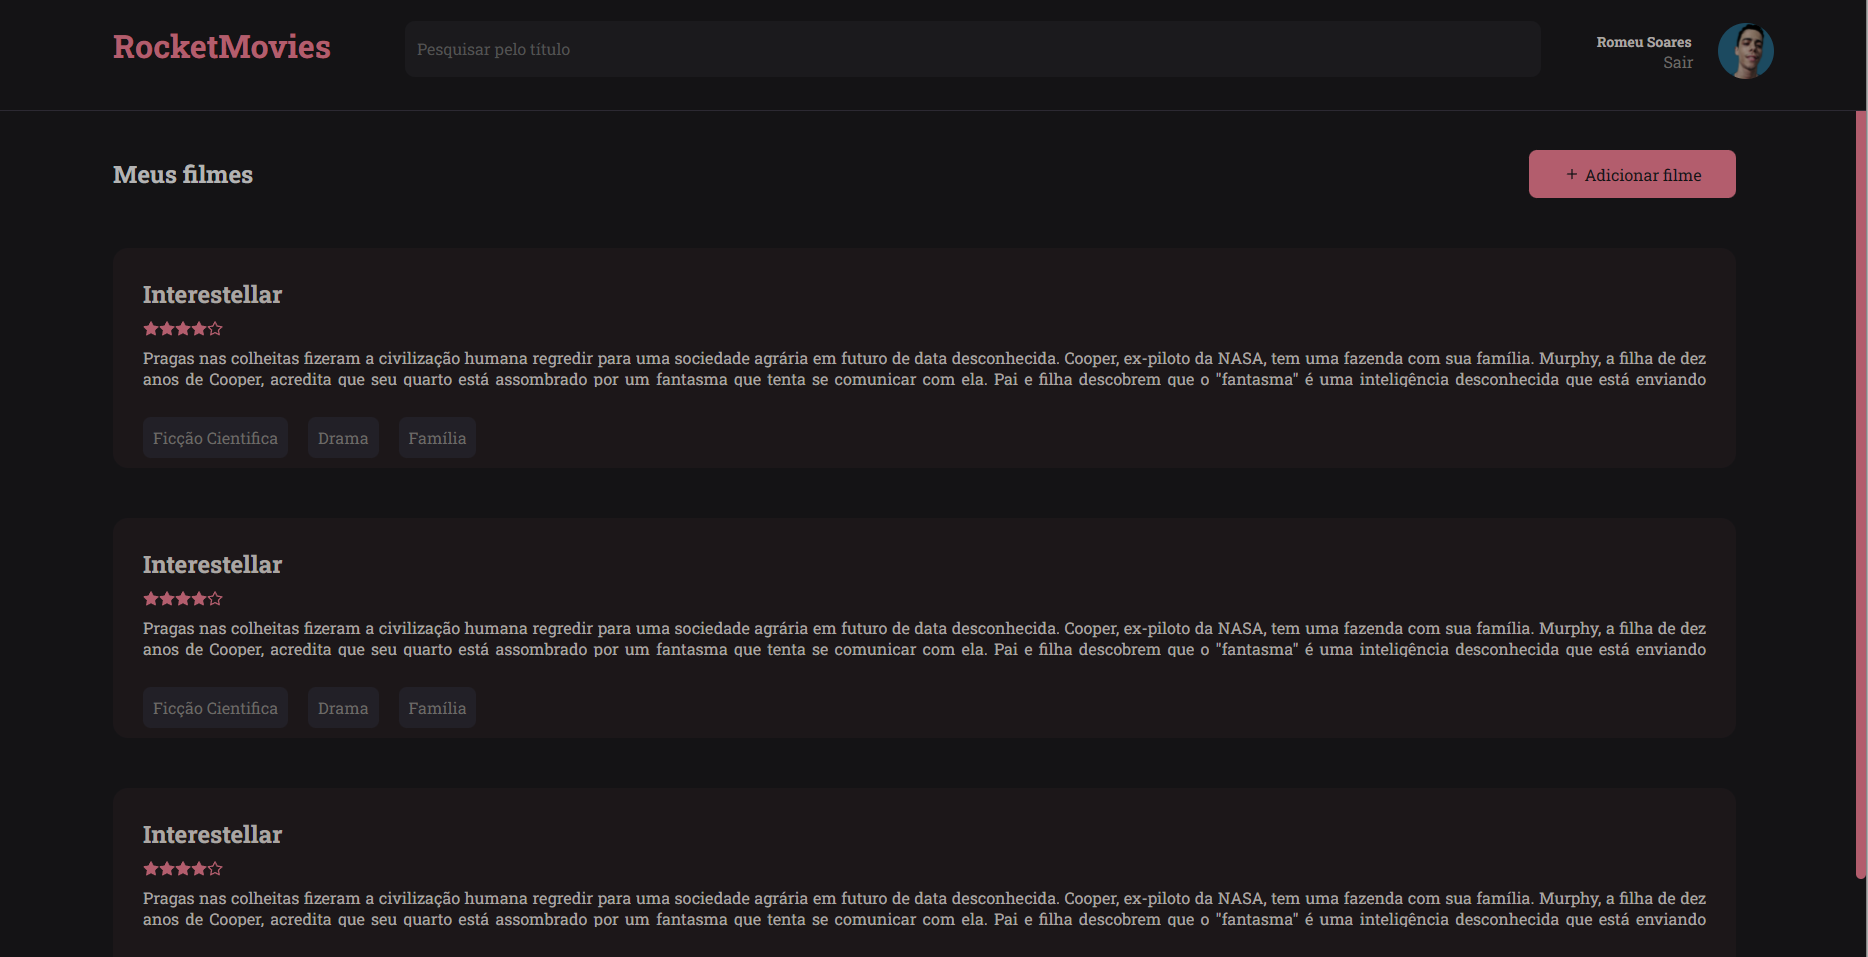 RocketMovies
Pesquisar pelo título
Romeu Soares
Sair
Meus filmes
+ Adicionar filme
Interestellar
Pragas nas colheitas fizeram a civilização humana regredir para uma sociedade agrária em futuro de data desconhecida. Cooper, ex-piloto da NASA, tem uma fazenda com sua família. Murphy, a filha de dez
anos de Cooper, acredita que seu quarto está assombrado por um fantasma que tenta se comunicar com ela. Pai e filha descobrem que o "fantasma" é uma inteligência desconhecida que está enviando
Ficção Cientifica Drama Família
Interestellar
Pragas nas colheitas fizeram a civilização humana regredir para uma sociedade agrária em futuro de data desconhecida. Cooper, ex-piloto da NASA, tem uma fazenda com sua família. Murphy, a filha de dez
anos de Cooper, acredita que seu quarto está assombrado por um fantasma que tenta se comunicar com ela. Pai e filha descobrem que o "fantasma" é uma inteligência desconhecida que está enviando
Ficção Cientifica Drama Família
Interestellar
Pragas nas colheitas fizeram a civilização humana regredir para uma sociedade agrária em futuro de data desconhecida. Cooper, ex-piloto da NASA, tem uma fazenda com sua família. Murphy, a filha de dez
anos de Cooper, acredita que seu quarto está assombrado por um fantasma que tenta se comunicar com ela. Pai e filha descobrem que o "fantasma" é uma inteligência desconhecida que está enviando